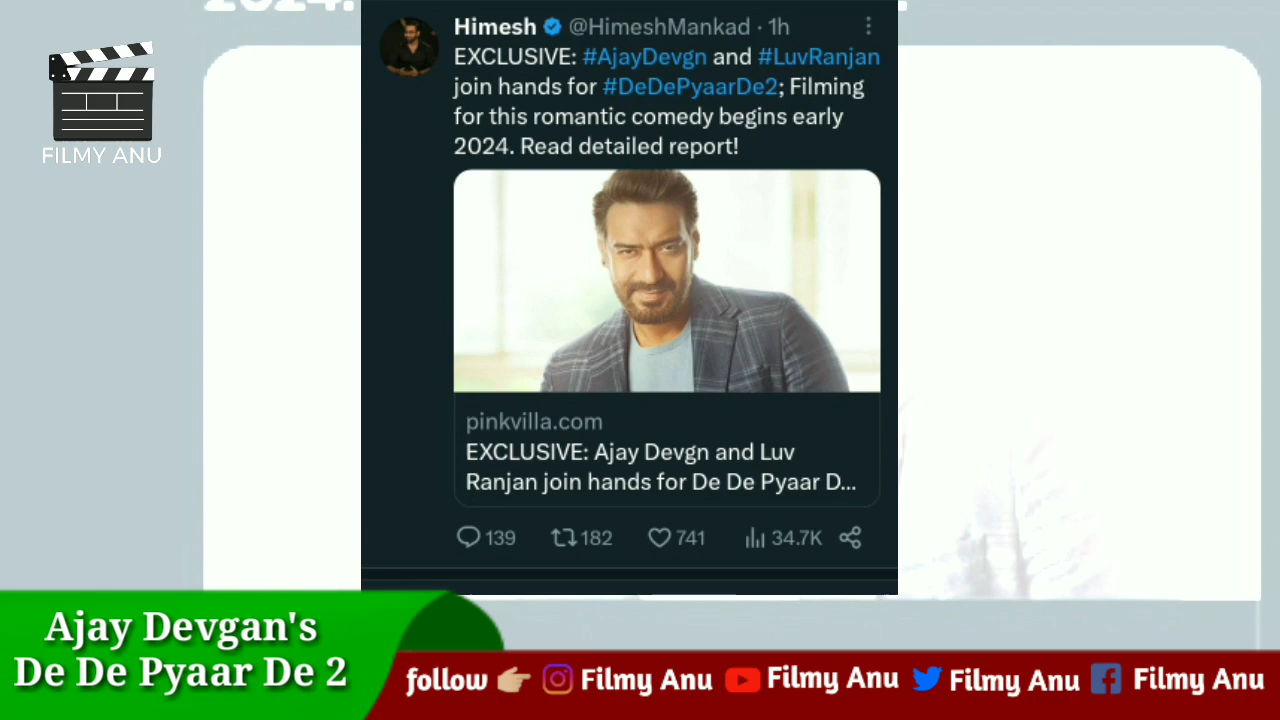 2024.
Himesh @HimeshMankad · 1h
EXCLUSIVE: #AjayDevgn and #LuvRanjan
join hands for #DeDePyaarDe2; Filming
for this romantic comedy begins early
2024. Read detailed report!
FILMY ANU
pinkvilla.com
EXCLUSIVE: Ajay Devgn and Luv
Ranjan join hands for De De Pyaar D...
139 182 741 34.7K
Ajay Devgan's
De De Pyaar De 2
follow Filmy Anu Filmy Anu Filmy Anu Filmy Anu